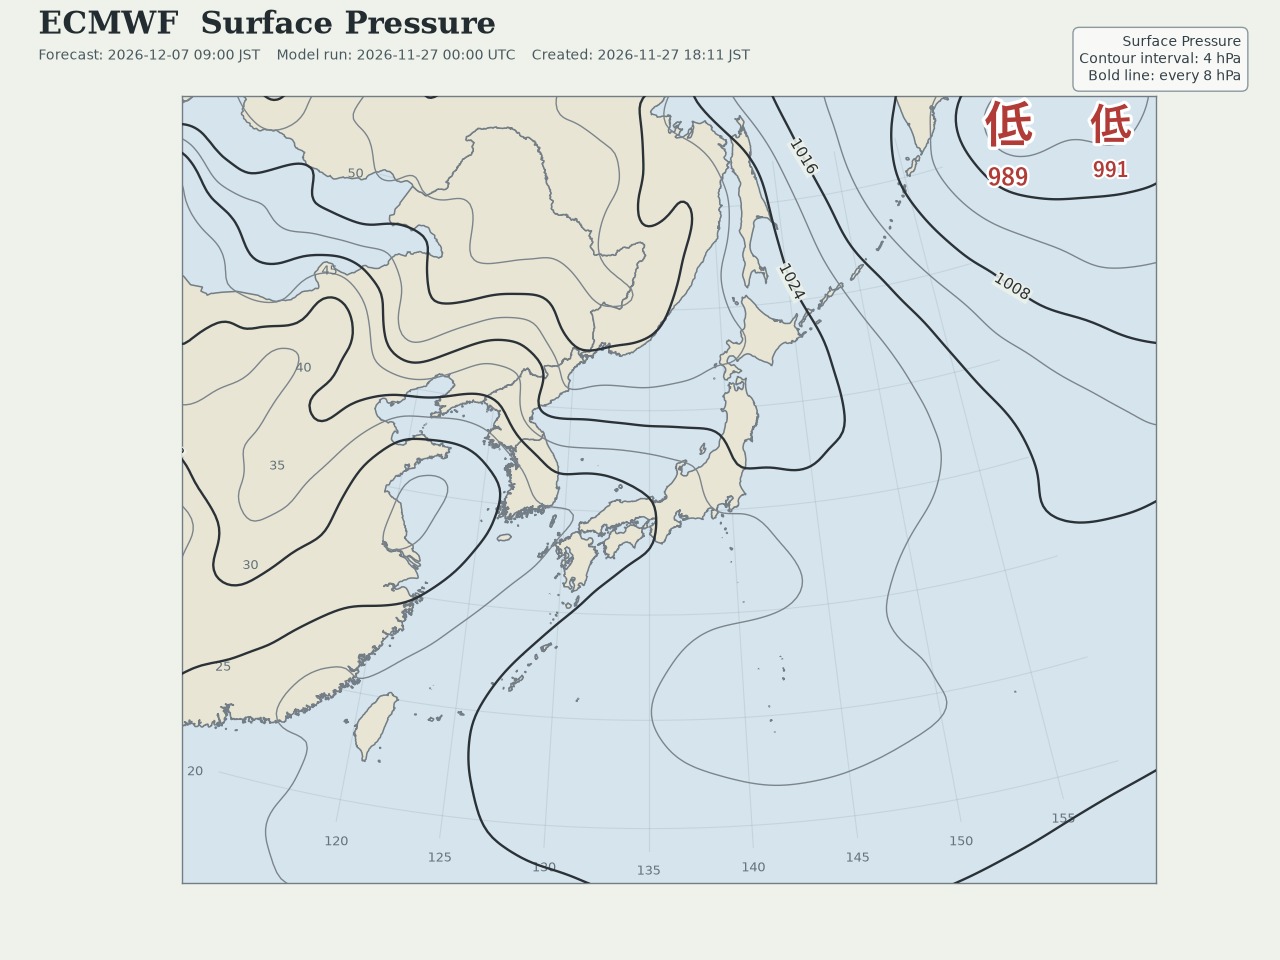 ECMWF  Surface Pressure
Forecast: 2026-12-07 09:00 JST    Model run: 2026-11-27 00:00 UTC    Created: 2026-11-27 18:11 JST
Surface Pressure
Contour interval: 4 hPa
Bold line: every 8 hPa
低
低
989
991
1016
1024
1008
50
45
40
35
30
25
20
120
125
130
135
140
145
150
155